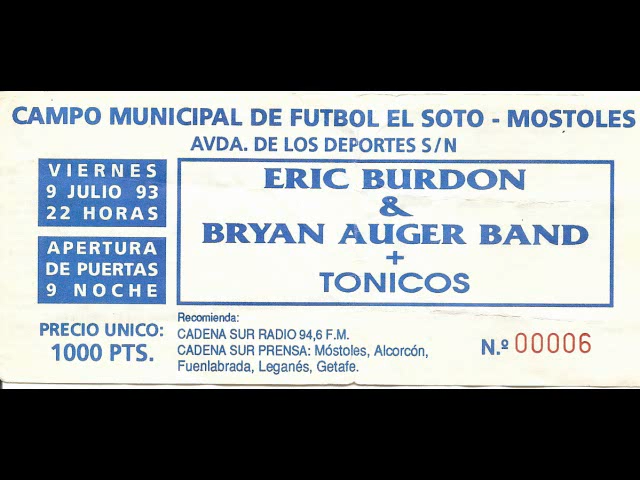 CAMPO MUNICIPAL DE FUTBOL EL SOTO - MOSTOLES
AVDA. DE LOS DEPORTES S/N
VIERNES
9 JULIO 93
22 HORAS
APERTURA
DE PUERTAS
9 NOCHE
ERIC BURDON
&
BRYAN AUGER BAND
+
TONICOS
PRECIO UNICO:
1000 PTS.
Recomienda:
CADENA SUR RADIO 94,6 F.M.
CADENA SUR PRENSA: Móstoles, Alcorcón,
Fuenlabrada, Leganés, Getafe.
N.º 00006